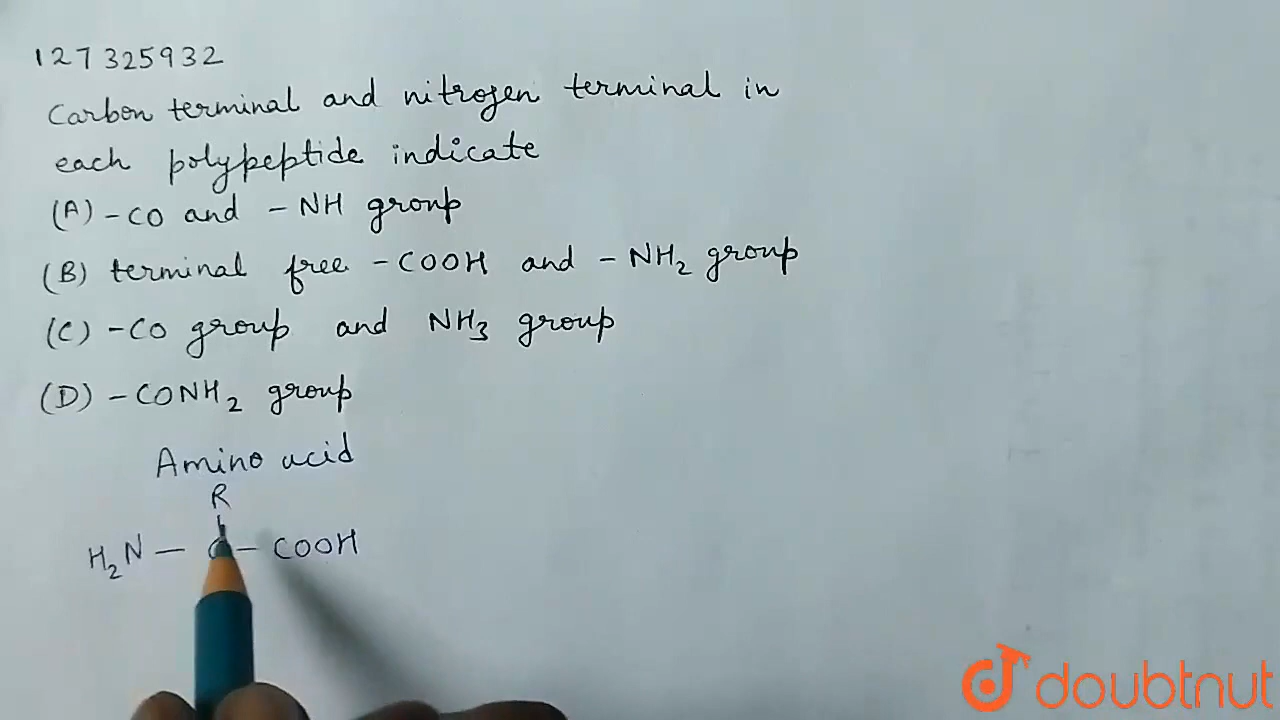 127325932
Carbon terminal and nitrogen terminal in
each polypeptide indicate
(A) -CO and -NH group
(B) terminal free -COOH and -NH2 group
(C) -CO group and NH3 group
(D) -CONH2 group
Amino acid
R
H2N - C - COOH
doubtnut